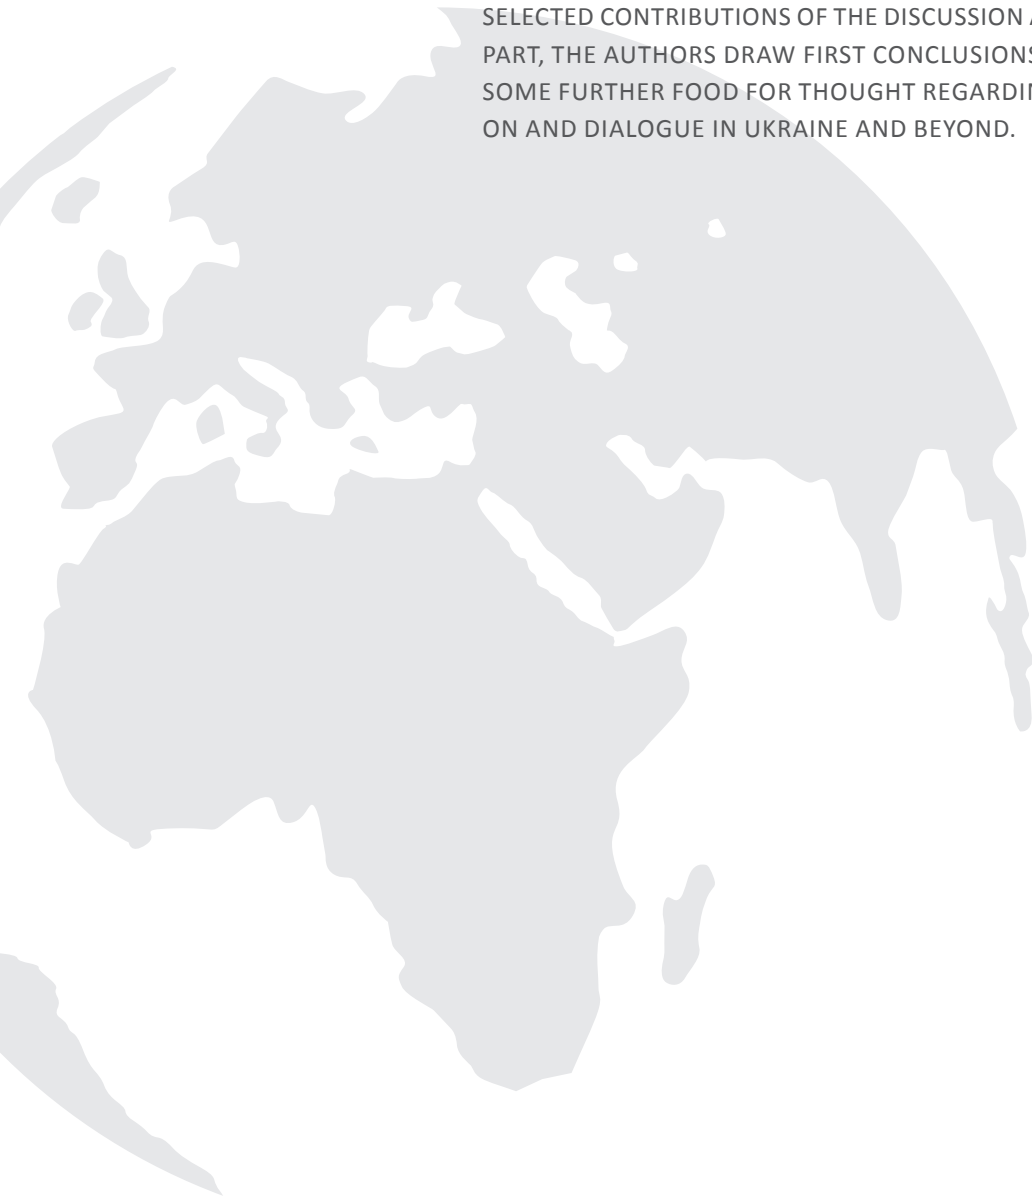 SELECTED CONTRIBUTIONS OF THE DISCUSSION
PART, THE AUTHORS DRAW FIRST CONCLUSIONS
SOME FURTHER FOOD FOR THOUGHT
ON AND DIALOGUE IN UKRAINE AND BEYOND.